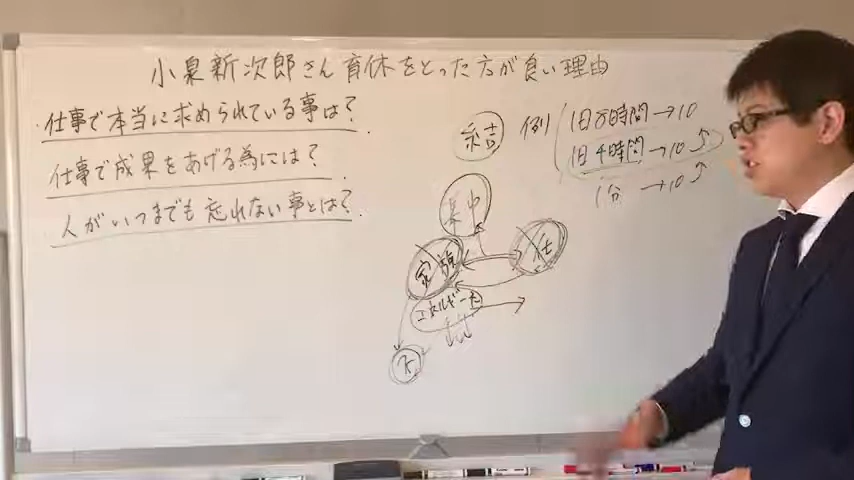 小泉新次郎さん育休をとった方が良い理由
・仕事で本当に求められている事は?
仕事で成果をあげる為には?
人がいつまでも忘れない事とは?
結
例
1日8時間→10
1日4時間→10
1分→10
集中
家族
仕
エネルギー
不